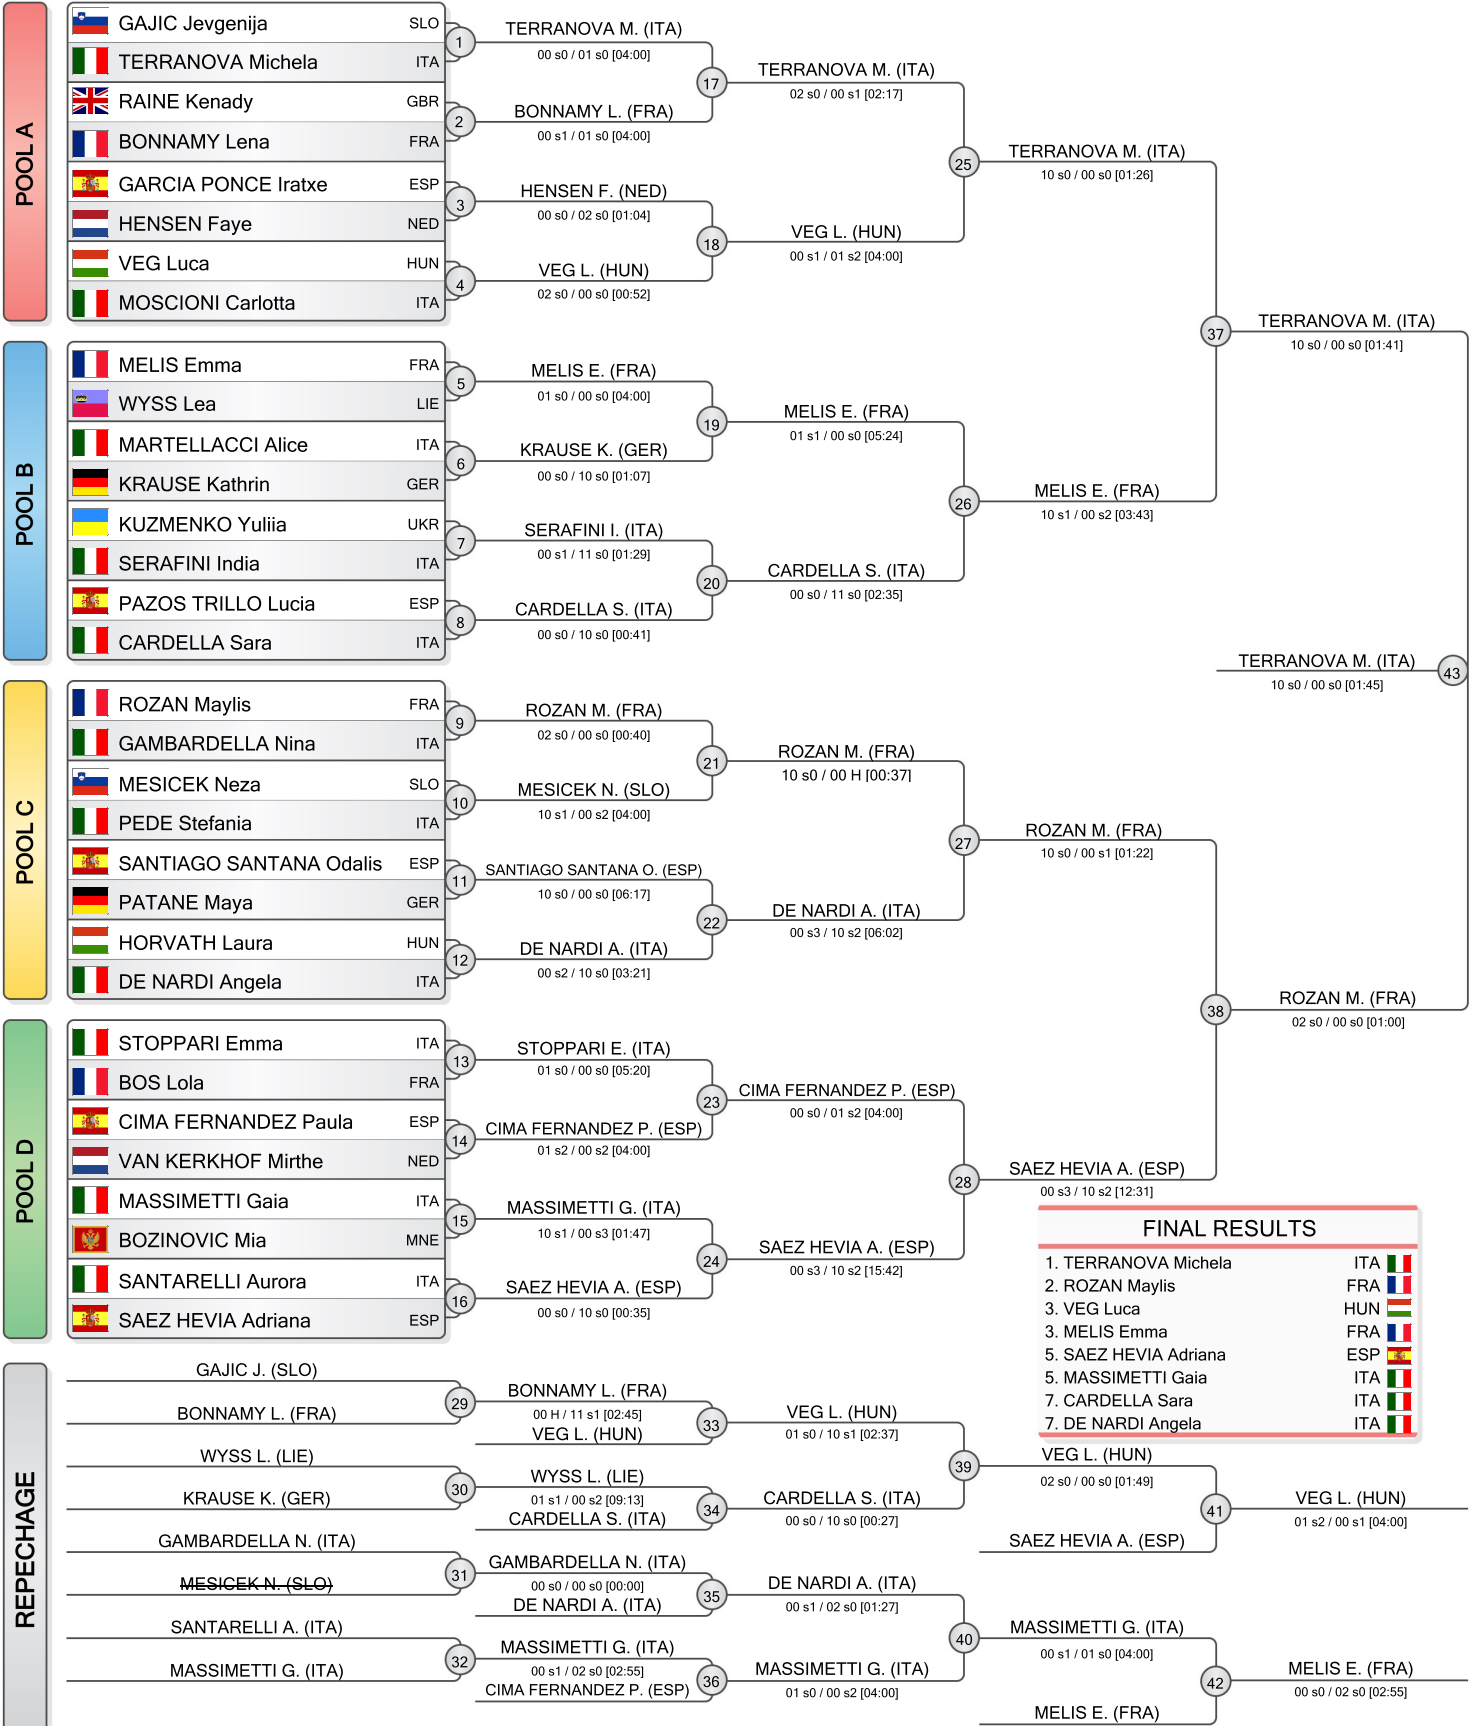 POOL A
GAJIC Jevgenija SLO
TERRANOVA Michela ITA
RAINE Kenady GBR
BONNAMY Lena FRA
GARCIA PONCE Iratxe ESP
HENSEN Faye NED
VEG Luca HUN
MOSCIONI Carlotta ITA
1
TERRANOVA M. (ITA)
00 s0 / 01 s0 [04:00]
2
BONNAMY L. (FRA)
00 s1 / 01 s0 [04:00]
3
HENSEN F. (NED)
00 s0 / 02 s0 [01:04]
4
VEG L. (HUN)
02 s0 / 00 s0 [00:52]
17
TERRANOVA M. (ITA)
02 s0 / 00 s1 [02:17]
18
VEG L. (HUN)
00 s1 / 01 s2 [04:00]
25
TERRANOVA M. (ITA)
10 s0 / 00 s0 [01:26]
POOL B
MELIS Emma FRA
WYSS Lea LIE
MARTELLACCI Alice ITA
KRAUSE Kathrin GER
KUZMENKO Yuliia UKR
SERAFINI India ITA
PAZOS TRILLO Lucia ESP
CARDELLA Sara ITA
5
MELIS E. (FRA)
01 s0 / 00 s0 [04:00]
6
KRAUSE K. (GER)
00 s0 / 10 s0 [01:07]
7
SERAFINI I. (ITA)
00 s1 / 11 s0 [01:29]
8
CARDELLA S. (ITA)
00 s0 / 10 s0 [00:41]
19
MELIS E. (FRA)
01 s1 / 00 s0 [05:24]
20
CARDELLA S. (ITA)
00 s0 / 11 s0 [02:35]
26
MELIS E. (FRA)
10 s1 / 00 s2 [03:43]
37
TERRANOVA M. (ITA)
10 s0 / 00 s0 [01:41]
TERRANOVA M. (ITA)
10 s0 / 00 s0 [01:45]
43
POOL C
ROZAN Maylis FRA
GAMBARDELLA Nina ITA
MESICEK Neza SLO
PEDE Stefania ITA
SANTIAGO SANTANA Odalis ESP
PATANE Maya GER
HORVATH Laura HUN
DE NARDI Angela ITA
9
ROZAN M. (FRA)
02 s0 / 00 s0 [00:40]
10
MESICEK N. (SLO)
10 s1 / 00 s2 [04:00]
11
SANTIAGO SANTANA O. (ESP)
10 s0 / 00 s0 [06:17]
12
DE NARDI A. (ITA)
00 s2 / 10 s0 [03:21]
21
ROZAN M. (FRA)
10 s0 / 00 H [00:37]
22
DE NARDI A. (ITA)
00 s3 / 10 s2 [06:02]
27
ROZAN M. (FRA)
10 s0 / 00 s1 [01:22]
POOL D
STOPPARI Emma ITA
BOS Lola FRA
CIMA FERNANDEZ Paula ESP
VAN KERKHOF Mirthe NED
MASSIMETTI Gaia ITA
BOZINOVIC Mia MNE
SANTARELLI Aurora ITA
SAEZ HEVIA Adriana ESP
13
STOPPARI E. (ITA)
01 s0 / 00 s0 [05:20]
14
CIMA FERNANDEZ P. (ESP)
01 s2 / 00 s2 [04:00]
15
MASSIMETTI G. (ITA)
10 s1 / 00 s3 [01:47]
16
SAEZ HEVIA A. (ESP)
00 s0 / 10 s0 [00:35]
23
CIMA FERNANDEZ P. (ESP)
00 s0 / 01 s2 [04:00]
24
SAEZ HEVIA A. (ESP)
00 s3 / 10 s2 [15:42]
28
SAEZ HEVIA A. (ESP)
00 s3 / 10 s2 [12:31]
38
ROZAN M. (FRA)
02 s0 / 00 s0 [01:00]
FINAL RESULTS
1. TERRANOVA Michela ITA
2. ROZAN Maylis FRA
3. VEG Luca HUN
3. MELIS Emma FRA
5. SAEZ HEVIA Adriana ESP
5. MASSIMETTI Gaia ITA
7. CARDELLA Sara ITA
7. DE NARDI Angela ITA
REPECHAGE
GAJIC J. (SLO)
BONNAMY L. (FRA)
WYSS L. (LIE)
KRAUSE K. (GER)
GAMBARDELLA N. (ITA)
MESICEK N. (SLO)
SANTARELLI A. (ITA)
MASSIMETTI G. (ITA)
29
BONNAMY L. (FRA)
00 H / 11 s1 [02:45]
VEG L. (HUN)
30
WYSS L. (LIE)
01 s1 / 00 s2 [09:13]
CARDELLA S. (ITA)
31
GAMBARDELLA N. (ITA)
00 s0 / 00 s0 [00:00]
DE NARDI A. (ITA)
32
MASSIMETTI G. (ITA)
00 s1 / 02 s0 [02:55]
CIMA FERNANDEZ P. (ESP)
33
VEG L. (HUN)
01 s0 / 10 s1 [02:37]
34
CARDELLA S. (ITA)
00 s0 / 10 s0 [00:27]
35
DE NARDI A. (ITA)
00 s1 / 02 s0 [01:27]
36
MASSIMETTI G. (ITA)
01 s0 / 00 s2 [04:00]
39
VEG L. (HUN)
02 s0 / 00 s0 [01:49]
SAEZ HEVIA A. (ESP)
40
MASSIMETTI G. (ITA)
00 s1 / 01 s0 [04:00]
MELIS E. (FRA)
41
VEG L. (HUN)
01 s2 / 00 s1 [04:00]
42
MELIS E. (FRA)
00 s0 / 02 s0 [02:55]